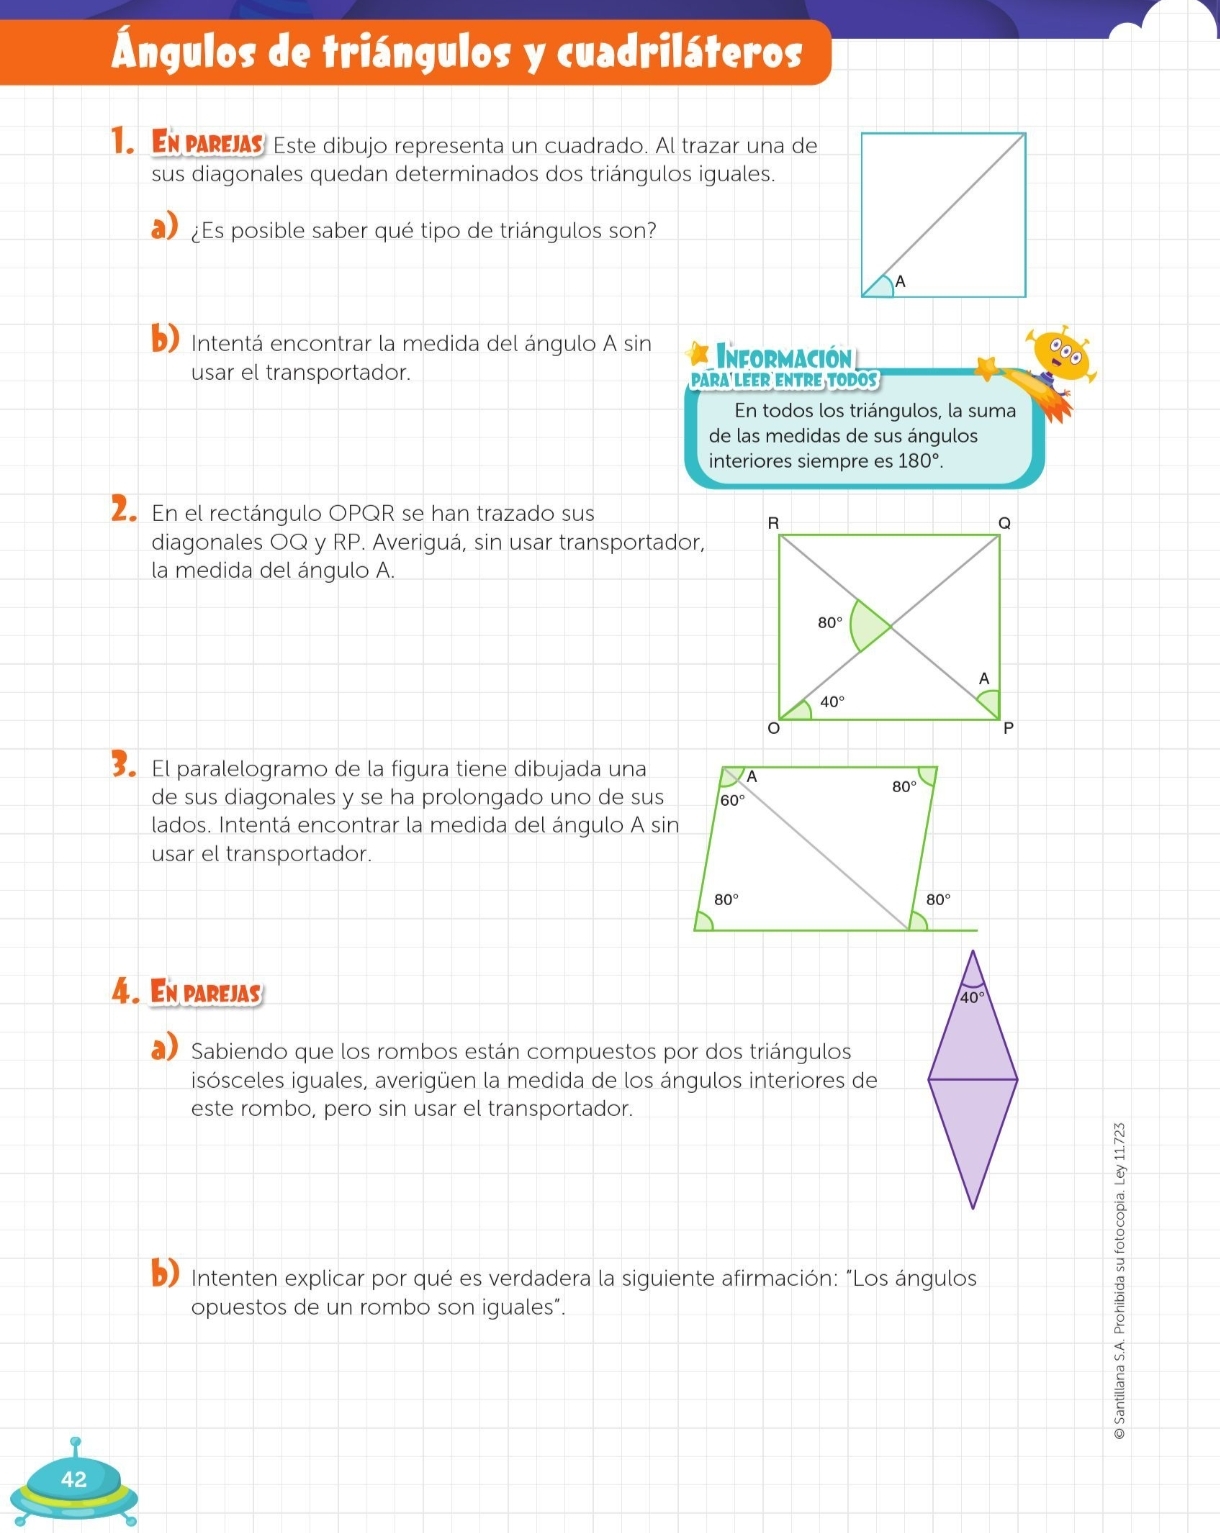 Ángulos de triángulos y cuadriláteros
1. EN PAREJAS Este dibujo representa un cuadrado. Al trazar una de
sus diagonales quedan determinados dos triángulos iguales.
a) ¿Es posible saber qué tipo de triángulos son?
A
b) Intentá encontrar la medida del ángulo A sin
usar el transportador.
INFORMACIÓN
PARA LEER ENTRE TODOS
En todos los triángulos, la suma
de las medidas de sus ángulos
interiores siempre es 180°.
2. En el rectángulo OPQR se han trazado sus
diagonales OQ y RP. Averiguá, sin usar transportador,
la medida del ángulo A.
R
Q
80°
A
40°
O
P
3. El paralelogramo de la figura tiene dibujada una
de sus diagonales y se ha prolongado uno de sus
lados. Intentá encontrar la medida del ángulo A sin
usar el transportador.
A
80°
60°
80°
80°
4. EN PAREJAS
40°
a) Sabiendo que los rombos están compuestos por dos triángulos
isósceles iguales, averigüen la medida de los ángulos interiores de
este rombo, pero sin usar el transportador.
b) Intenten explicar por qué es verdadera la siguiente afirmación: "Los ángulos
opuestos de un rombo son iguales".
© Santillana S.A. Prohibida su fotocopia. Ley 11.723
42